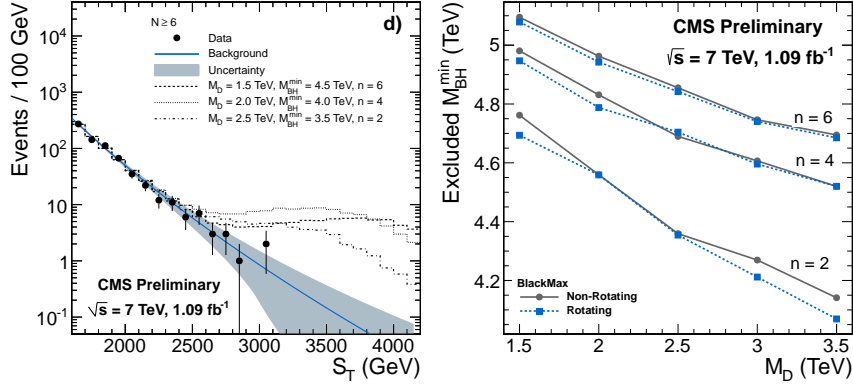 d)
N ≥ 6
Data
Background
Uncertainty
M_D = 1.5 TeV, M_BH^min = 4.5 TeV, n = 6
M_D = 2.0 TeV, M_BH^min = 4.0 TeV, n = 4
M_D = 2.5 TeV, M_BH^min = 3.5 TeV, n = 2
Events / 100 GeV
10^4
10^3
10^2
10
1
10^-1
CMS Preliminary
√s = 7 TeV, 1.09 fb^-1
2000 2500 3000 3500 4000
S_T (GeV)
CMS Preliminary
√s = 7 TeV, 1.09 fb^-1
Excluded M_BH^min (TeV)
5
4.8
4.6
4.4
4.2
n = 6
n = 4
n = 2
BlackMax
Non-Rotating
Rotating
1.5 2 2.5 3 3.5
M_D (TeV)